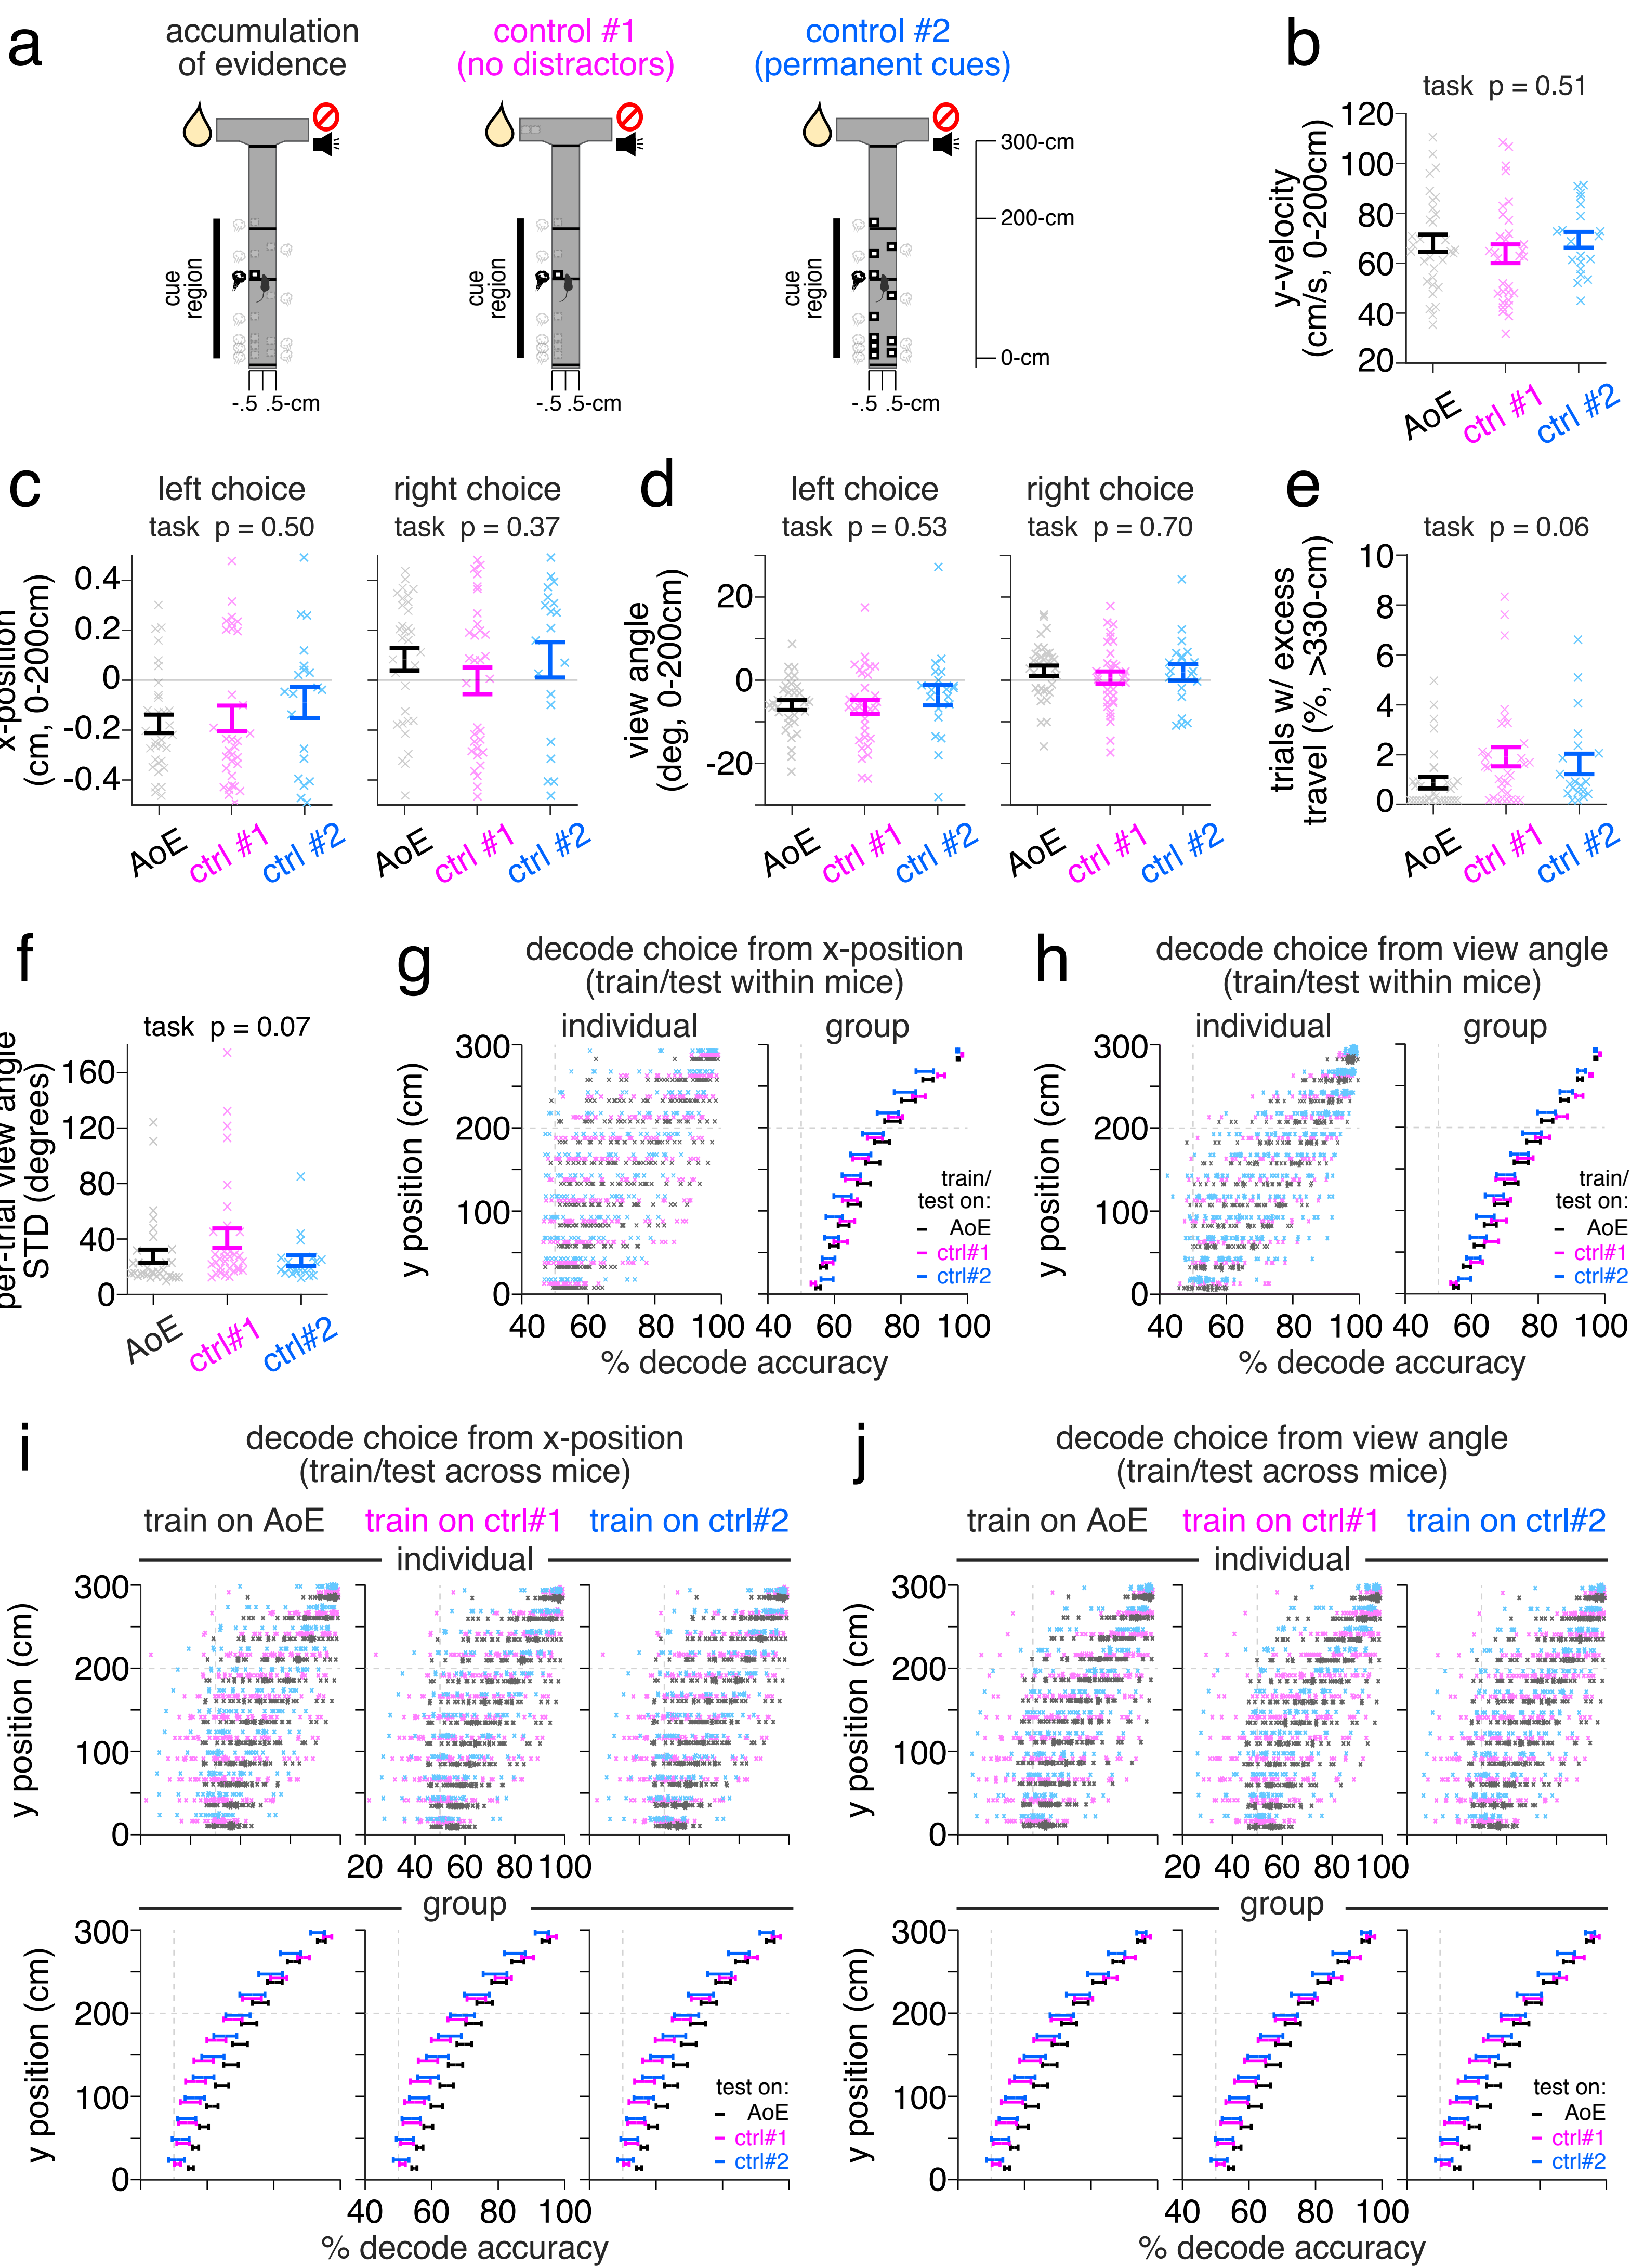 a
accumulation
of evidence
control #1
(no distractors)
control #2
(permanent cues)
cue
region
cue
region
cue
region
300-cm
200-cm
0-cm
-.5 .5-cm
-.5 .5-cm
-.5 .5-cm
b
task p = 0.51
y-velocity
(cm/s, 0-200cm)
120
100
80
60
40
20
AoE
ctrl #1
ctrl #2
c
left choice
task p = 0.50
right choice
task p = 0.37
x-position
(cm, 0-200cm)
0.4
0.2
0
-0.2
-0.4
AoE
ctrl #1
ctrl #2
AoE
ctrl #1
ctrl #2
d
left choice
task p = 0.53
right choice
task p = 0.70
view angle
(deg, 0-200cm)
20
0
-20
AoE
ctrl #1
ctrl #2
AoE
ctrl #1
ctrl #2
e
task p = 0.06
trials w/ excess
travel (%, >330-cm)
10
8
6
4
2
0
AoE
ctrl #1
ctrl #2
f
task p = 0.07
per-trial view angle
STD (degrees)
160
120
80
40
0
AoE
ctrl#1
ctrl#2
g
decode choice from x-position
(train/test within mice)
individual
group
y position (cm)
300
200
100
0
train/
test on:
AoE
ctrl#1
ctrl#2
40 60 80 100
40 60 80 100
% decode accuracy
h
decode choice from view angle
(train/test within mice)
individual
group
y position (cm)
300
200
100
0
train/
test on:
AoE
ctrl#1
ctrl#2
40 60 80 100
40 60 80 100
% decode accuracy
i
decode choice from x-position
(train/test across mice)
train on AoE
train on ctrl#1
train on ctrl#2
individual
y position (cm)
300
200
100
0
20 40 60 80 100
group
y position (cm)
300
200
100
0
test on:
AoE
ctrl#1
ctrl#2
40 60 80 100
% decode accuracy
j
decode choice from view angle
(train/test across mice)
train on AoE
train on ctrl#1
train on ctrl#2
individual
y position (cm)
300
200
100
0
20 40 60 80 100
group
y position (cm)
300
200
100
0
test on:
AoE
ctrl#1
ctrl#2
40 60 80 100
% decode accuracy